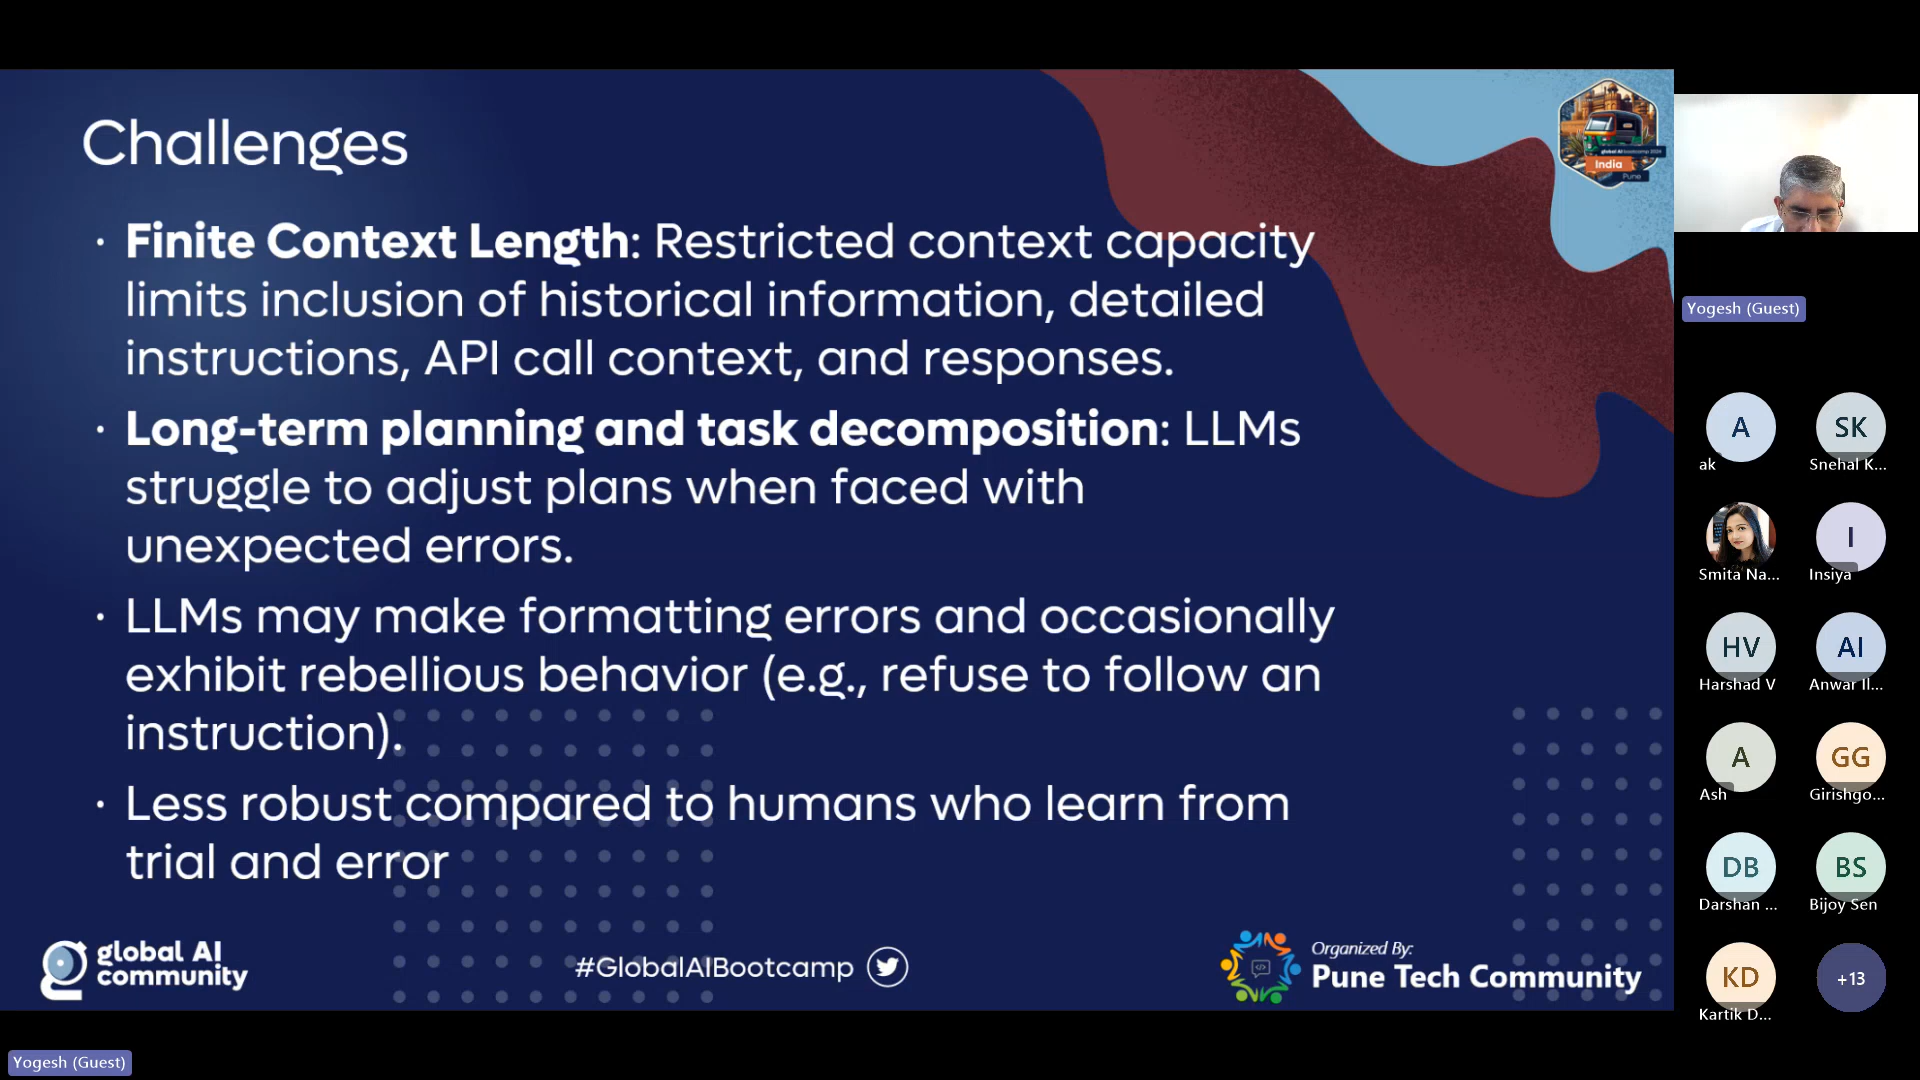 Challenges
· Finite Context Length: Restricted context capacity
limits inclusion of historical information, detailed
instructions, API call context, and responses.
· Long-term planning and task decomposition: LLMs
struggle to adjust plans when faced with
unexpected errors.
· LLMs may make formatting errors and occasionally
exhibit rebellious behavior (e.g., refuse to follow an
instruction).
· Less robust compared to humans who learn from
trial and error
global AI bootcamp
India
Pune
global AI
community
#GlobalAIBootcamp
Organized By:
Pune Tech Community
Yogesh (Guest)
Yogesh (Guest)
A
ak
SK
Snehal K...
Smita Na...
I
Insiya
HV
Harshad V
AI
Anwar Il...
A
Ash
GG
Girishgo...
DB
Darshan ...
BS
Bijoy Sen
KD
Kartik D...
+13